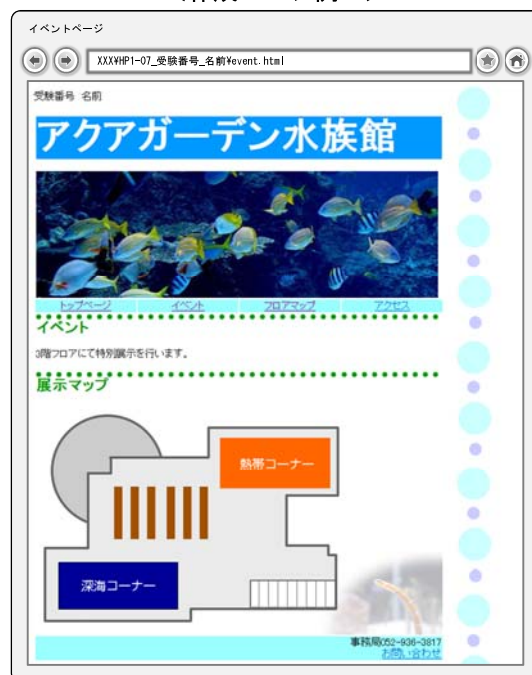 イベントページ
XXX¥HP1-07_受験番号_名前¥event.html
受験番号 名前
アクアガーデン水族館
トップページ イベント フロアマップ アクセス
イベント
3階フロアにて特別展示を行います。
展示マップ
熱帯コーナー
深海コーナー
事務局052-936-3817
お問い合わせ